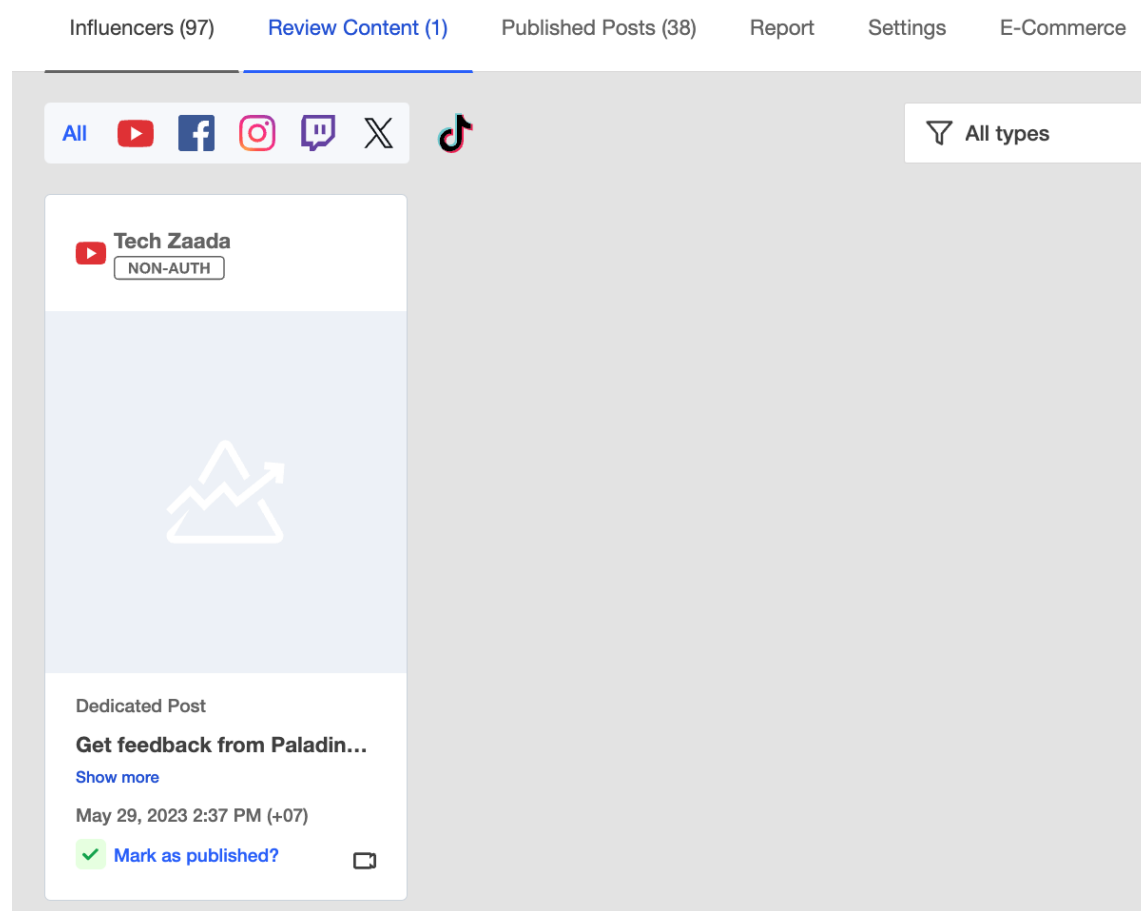 Influencers (97) Review Content (1) Published Posts (38) Report Settings E-Commerce
All
All types
Tech Zaada
NON-AUTH
Dedicated Post
Get feedback from Paladin...
Show more
May 29, 2023 2:37 PM (+07)
Mark as published?